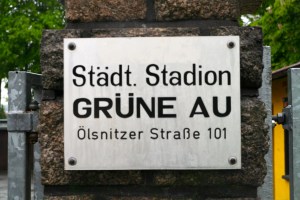 Städt. Stadion
GRÜNE AU
Ölsnitzer Straße 101